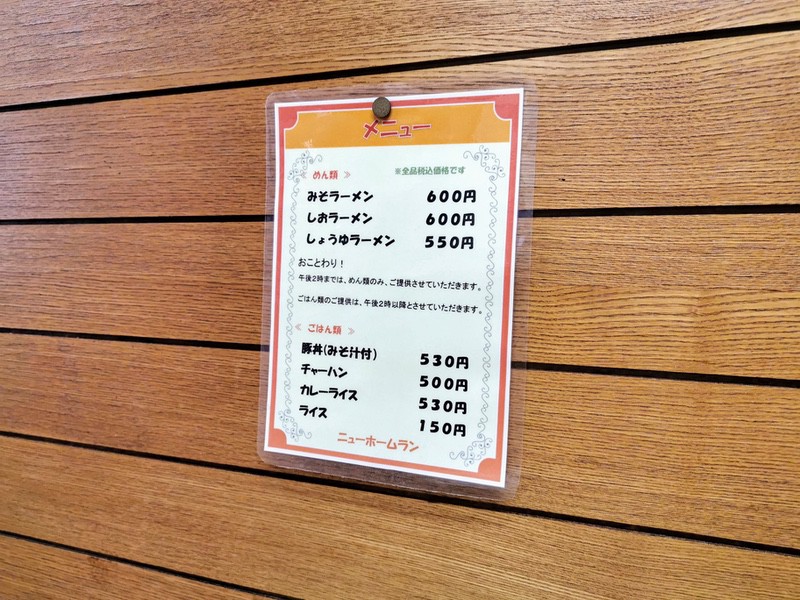 メニュー
≪ めん類 ≫ ※全品税込価格です
みそラーメン 600円
しおラーメン 600円
しょうゆラーメン 550円
おことわり！
午後2時までは、めん類のみ、ご提供させていただきます。
ごはん類のご提供は、午後2時以降とさせていただきます。
≪ ごはん類 ≫
豚丼(みそ汁付) 530円
チャーハン 500円
カレーライス 530円
ライス 150円
ニューホームラン